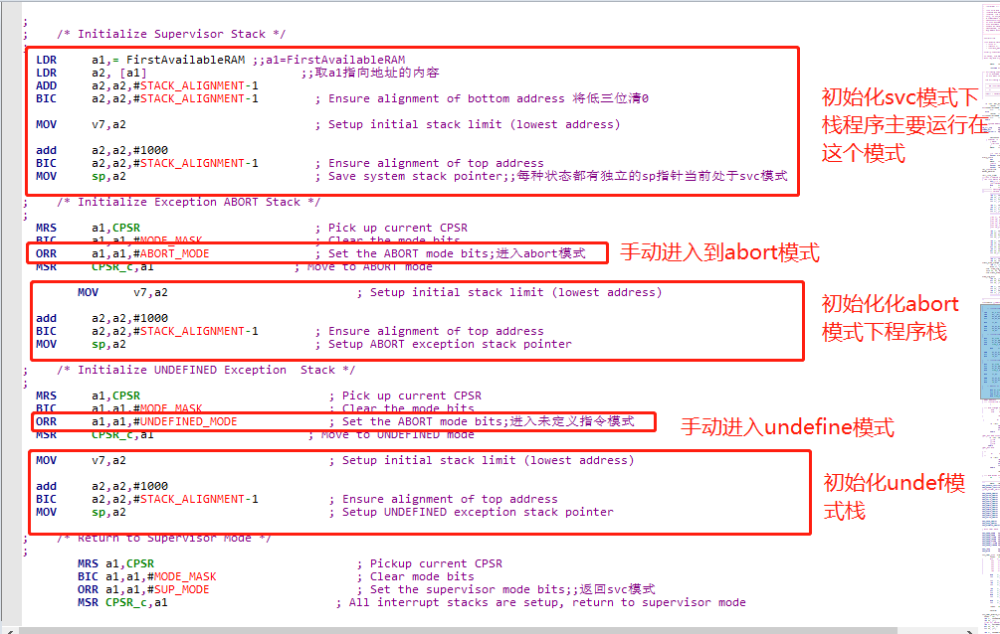 ;
;    /* Initialize Supervisor Stack */
;
LDR     a1,= FirstAvailableRAM ;;a1=FirstAvailableRAM
LDR     a2, [a1]                      ;;取a1指向地址的内容
ADD     a2,a2,#STACK_ALIGNMENT-1
BIC     a2,a2,#STACK_ALIGNMENT-1        ; Ensure alignment of bottom address 将低三位清0
初始化svc模式下
栈程序主要运行在
这个模式
MOV     v7,a2                           ; Setup initial stack limit (lowest address)
add     a2,a2,#1000
BIC     a2,a2,#STACK_ALIGNMENT-1        ; Ensure alignment of top address
MOV     sp,a2                           ; Save system stack pointer;;每种状态都有独立的sp指针当前处于svc模式
;    /* Initialize Exception ABORT Stack */
;
MRS     a1,CPSR                         ; Pick up current CPSR
BIC     a1,a1,#MODE_MASK                ; Clear the mode bits
ORR     a1,a1,#ABORT_MODE               ; Set the ABORT mode bits;进入abort模式
手动进入到abort模式
MSR     CPSR_c,a1                    ; Move to ABORT mode
MOV     v7,a2                           ; Setup initial stack limit (lowest address)
初始化化abort
模式下程序栈
add     a2,a2,#1000
BIC     a2,a2,#STACK_ALIGNMENT-1        ; Ensure alignment of top address
MOV     sp,a2                           ; Setup ABORT exception stack pointer
;    /* Initialize UNDEFINED Exception  Stack */
;
MRS     a1,CPSR                           ; Pick up current CPSR
BIC     a1,a1,#MODE_MASK                  ; Clear the mode bits
ORR     a1,a1,#UNDEFINED_MODE             ; Set the ABORT mode bits;进入未定义指令模式
手动进入undefine模式
MSR     CPSR_c,a1                      ; Move to UNDEFINED mode
MOV     v7,a2                             ; Setup initial stack limit (lowest address)
初始化undef模
式栈
add     a2,a2,#1000
BIC     a2,a2,#STACK_ALIGNMENT-1          ; Ensure alignment of top address
MOV     sp,a2                             ; Setup UNDEFINED exception stack pointer
;    /* Return to Supervisor Mode */
;
MRS a1,CPSR                             ; Pickup current CPSR
BIC a1,a1,#MODE_MASK                    ; Clear mode bits
ORR a1,a1,#SUP_MODE                     ; Set the supervisor mode bits;;返回svc模式
MSR CPSR_c,a1                        ; All interrupt stacks are setup, return to supervisor mode